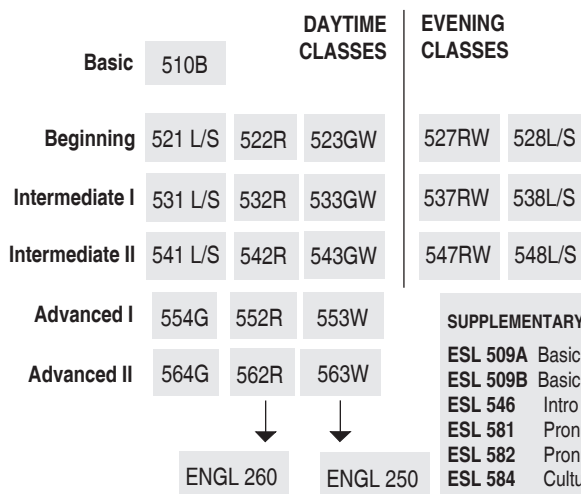 DAYTIME CLASSES
EVENING CLASSES
Basic 510B
Beginning 521 L/S 522R 523GW 527RW 528L/S
Intermediate I 531 L/S 532R 533GW 537RW 538L/S
Intermediate II 541 L/S 542R 543GW 547RW 548L/S
Advanced I 554G 552R 553W
Advanced II 564G 562R 563W
ENGL 260 ENGL 250
SUPPLEMENTARY
ESL 509A Basic
ESL 509B Basic
ESL 546 Intro
ESL 581 Pron
ESL 582 Pron
ESL 584 Cultu